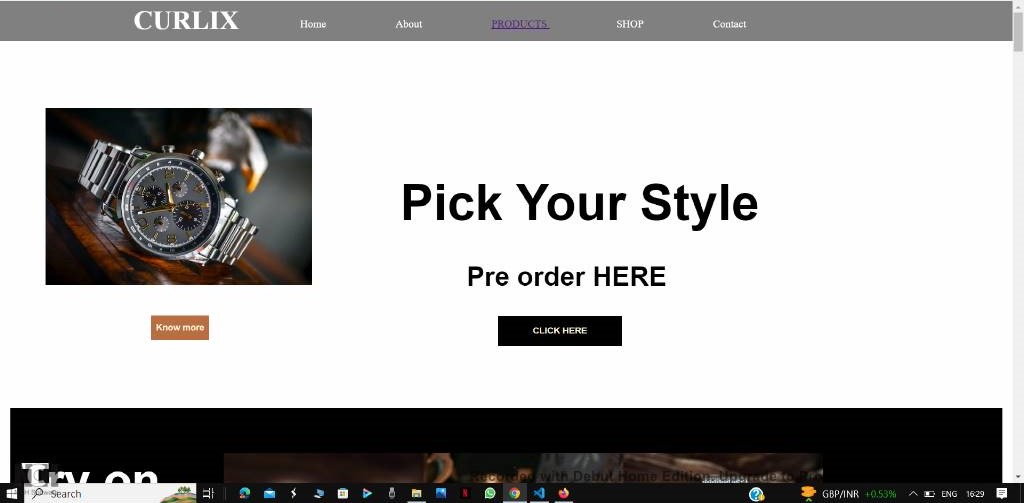 CURLIX Home About PRODUCTS SHOP Contact
Pick Your Style
Pre order HERE
Know more
CLICK HERE
Try on
Recorded with Debut Home Edition. Upgrade to
Search
GBP/INR +0.53% ENG 16:29